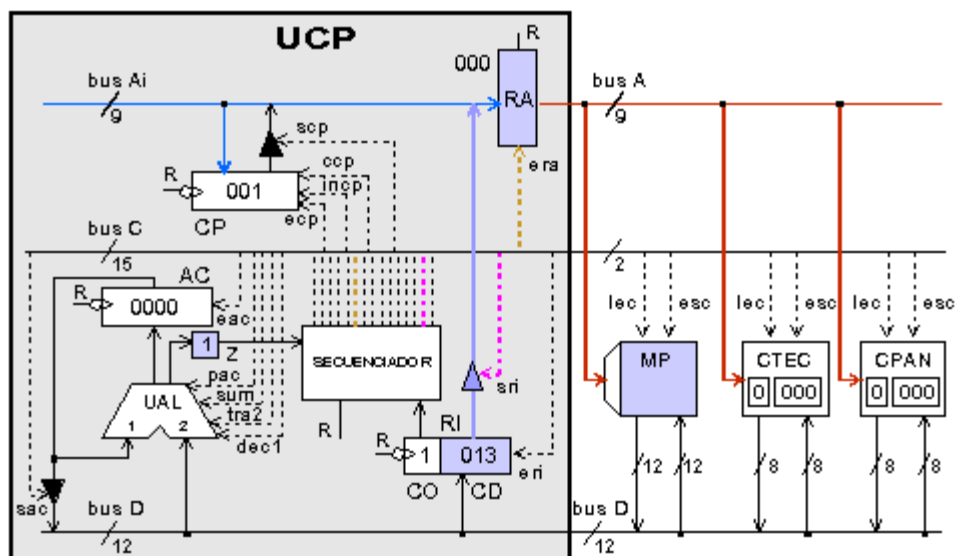 UCP
R
000
RA
bus Ai
9
bus A
9
scp
ccp
incp
ecp
era
R
001
CP
bus C
15
2
AC
R
0000
eac
1
Z
SECUENCIADOR
R
pac
sum
tra2
dec1
UAL
1 2
sac
sri
RI
R
1
013
eri
CO
CD
bus D
12
bus D
12
lec
esc
MP
12
12
lec
esc
CTEC
0
000
8
8
lec
esc
CPAN
0
000
8
8